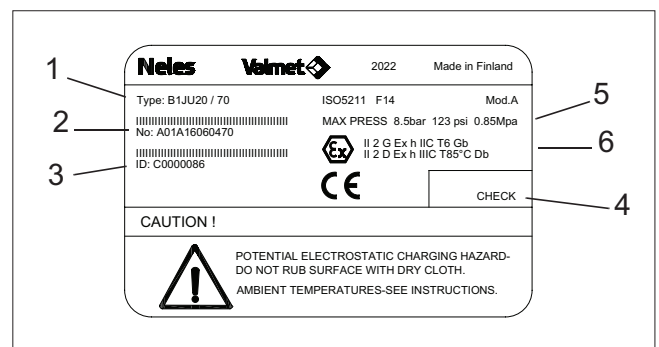 Neles Valmet 2022 Made in Finland
1
Type: B1JU20 / 70 ISO5211 F14 Mod.A
5
2
No: A01A16060470
MAX PRESS 8.5bar 123 psi 0.85Mpa
3
ID: C0000086
Ex II 2 G Ex h IIC T6 Gb
II 2 D Ex h IIIC T85°C Db
6
CE
CHECK
4
CAUTION !
POTENTIAL ELECTROSTATIC CHARGING HAZARD-
DO NOT RUB SURFACE WITH DRY CLOTH.
AMBIENT TEMPERATURES-SEE INSTRUCTIONS.